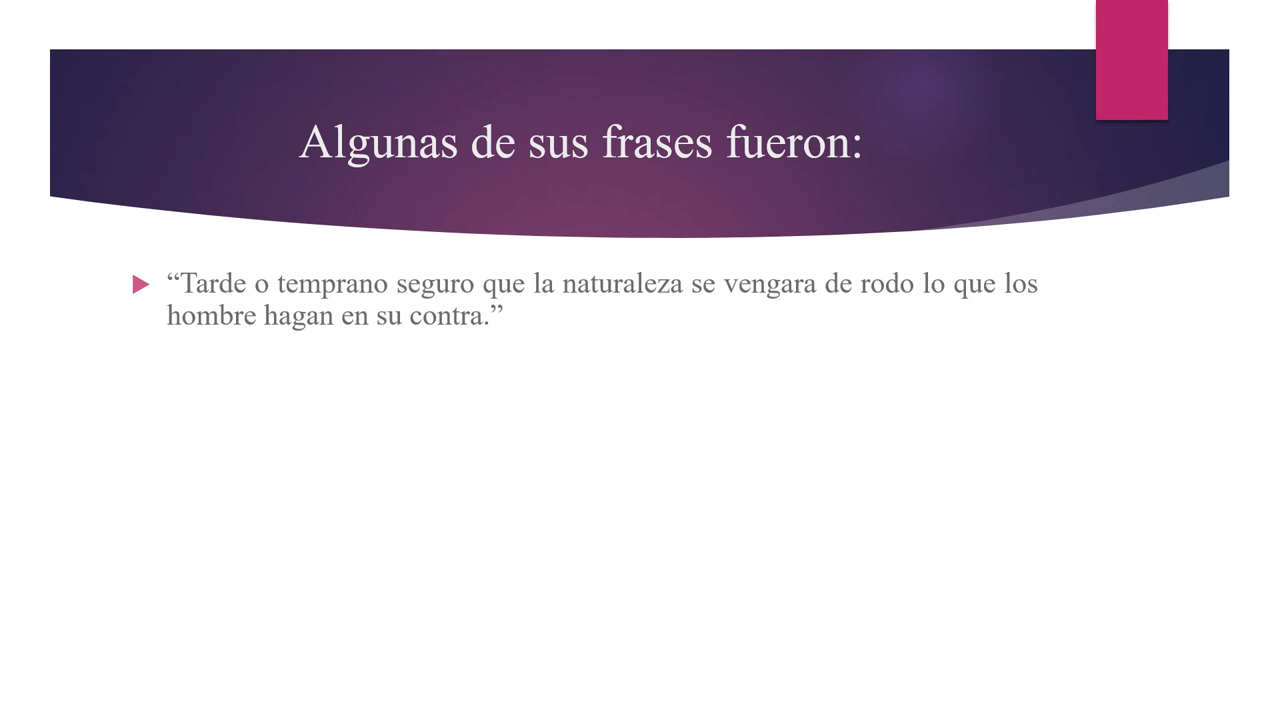 Algunas de sus frases fueron:
“Tarde o temprano seguro que la naturaleza se vengara de rodo lo que los
hombre hagan en su contra.”